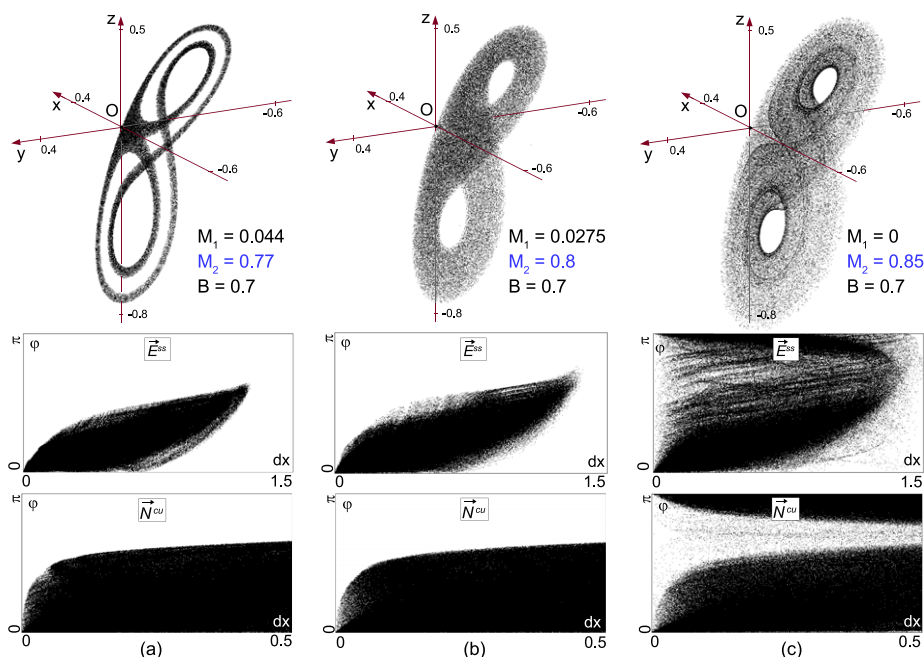 z
0.5
x
0.4
O
-0.6
y
0.4
-0.6
-0.8
M₁ = 0.044
M₂ = 0.77
B = 0.7
z
0.5
x
0.4
O
-0.6
y
0.4
-0.6
-0.8
M₁ = 0.0275
M₂ = 0.8
B = 0.7
z
0.5
x
0.4
O
-0.6
y
0.4
-0.6
-0.8
M₁ = 0
M₂ = 0.85
B = 0.7
π φ E^ss
0 dx
0 1.5
π φ E^ss
0 dx
0 1.5
π φ E^ss
0 dx
0 1.5
π φ N^cu
0 dx
0 (a) 0.5
π φ N^cu
0 dx
0 (b) 0.5
π φ N^cu
0 dx
0 (c) 0.5